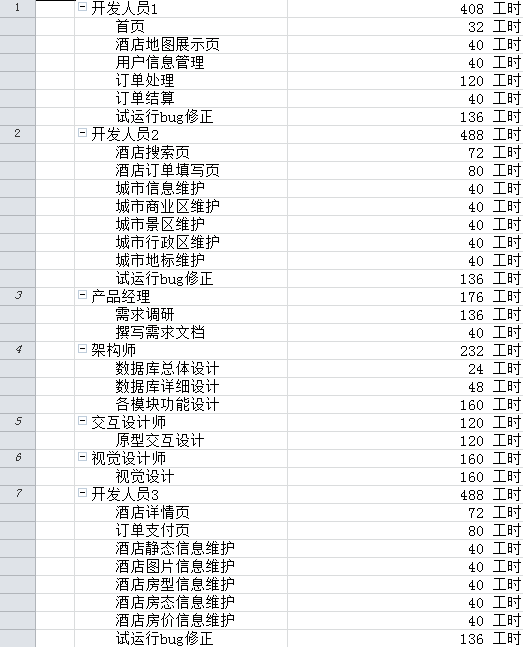 1 开发人员1 408 工时
首页 32 工时
酒店地图展示页 40 工时
用户信息管理 40 工时
订单处理 120 工时
订单结算 40 工时
试运行bug修正 136 工时
2 开发人员2 488 工时
酒店搜索页 72 工时
酒店订单填写页 80 工时
城市信息维护 40 工时
城市商业区维护 40 工时
城市景区维护 40 工时
城市行政区维护 40 工时
城市地标维护 40 工时
试运行bug修正 136 工时
3 产品经理 176 工时
需求调研 136 工时
撰写需求文档 40 工时
4 架构师 232 工时
数据库总体设计 24 工时
数据库详细设计 48 工时
各模块功能设计 160 工时
5 交互设计师 120 工时
原型交互设计 120 工时
6 视觉设计师 160 工时
视觉设计 160 工时
7 开发人员3 488 工时
酒店详情页 72 工时
订单支付页 80 工时
酒店静态信息维护 40 工时
酒店图片信息维护 40 工时
酒店房型信息维护 40 工时
酒店房态信息维护 40 工时
酒店房价信息维护 40 工时
试运行bug修正 136 工时